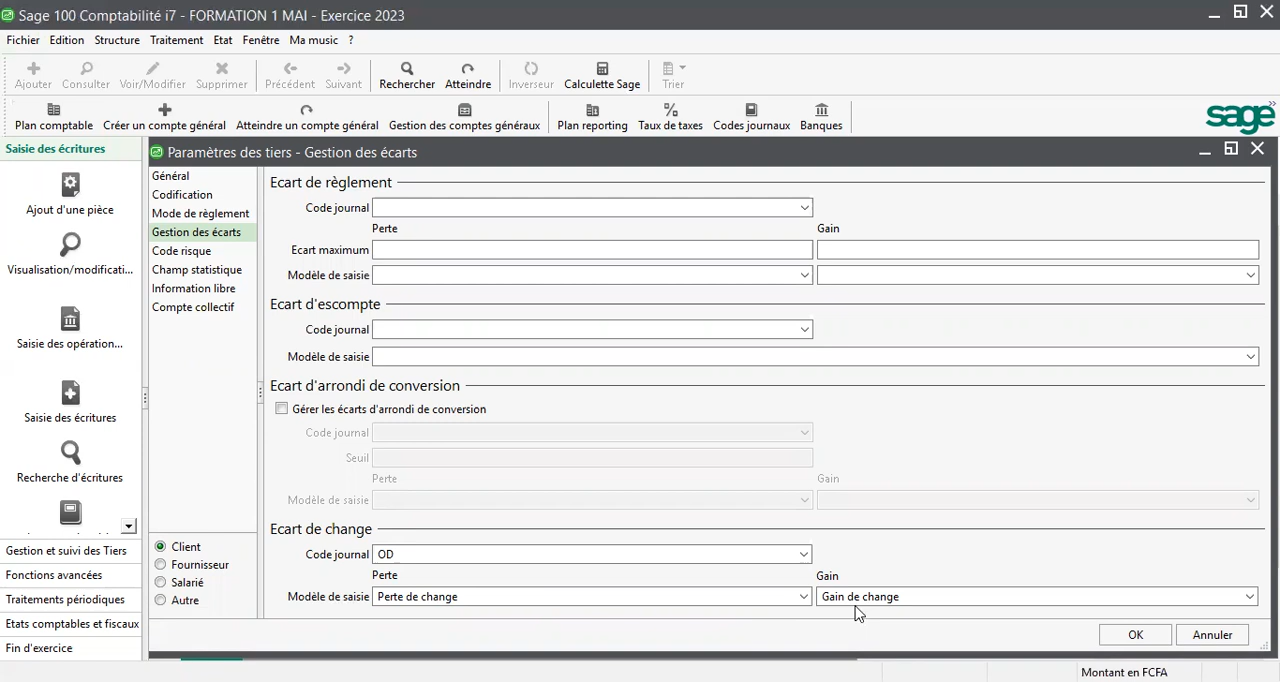 Sage 100 Comptabilité i7 - FORMATION 1 MAI - Exercice 2023
Fichier Edition Structure Traitement Etat Fenêtre Ma music ?
Ajouter Consulter Voir/Modifier Supprimer Précédent Suivant Rechercher Atteindre Inverseur Calculette Sage Trier
Plan comptable Créer un compte général Atteindre un compte général Gestion des comptes généraux Plan reporting Taux de taxes Codes journaux Banques
sage
Saisie des écritures
Ajout d'une pièce
Visualisation/modificati...
Saisie des opération...
Saisie des écritures
Recherche d'écritures
Gestion et suivi des Tiers
Fonctions avancées
Traitements périodiques
Etats comptables et fiscaux
Fin d'exercice
Paramètres des tiers - Gestion des écarts
Général
Codification
Mode de règlement
Gestion des écarts
Code risque
Champ statistique
Information libre
Compte collectif
Client
Fournisseur
Salarié
Autre
Ecart de règlement
Code journal
Perte Gain
Ecart maximum
Modèle de saisie
Ecart d'escompte
Code journal
Modèle de saisie
Ecart d'arrondi de conversion
Gérer les écarts d'arrondi de conversion
Code journal
Seuil
Perte Gain
Modèle de saisie
Ecart de change
Code journal OD
Perte Gain
Modèle de saisie Perte de change Gain de change
OK Annuler
Montant en FCFA